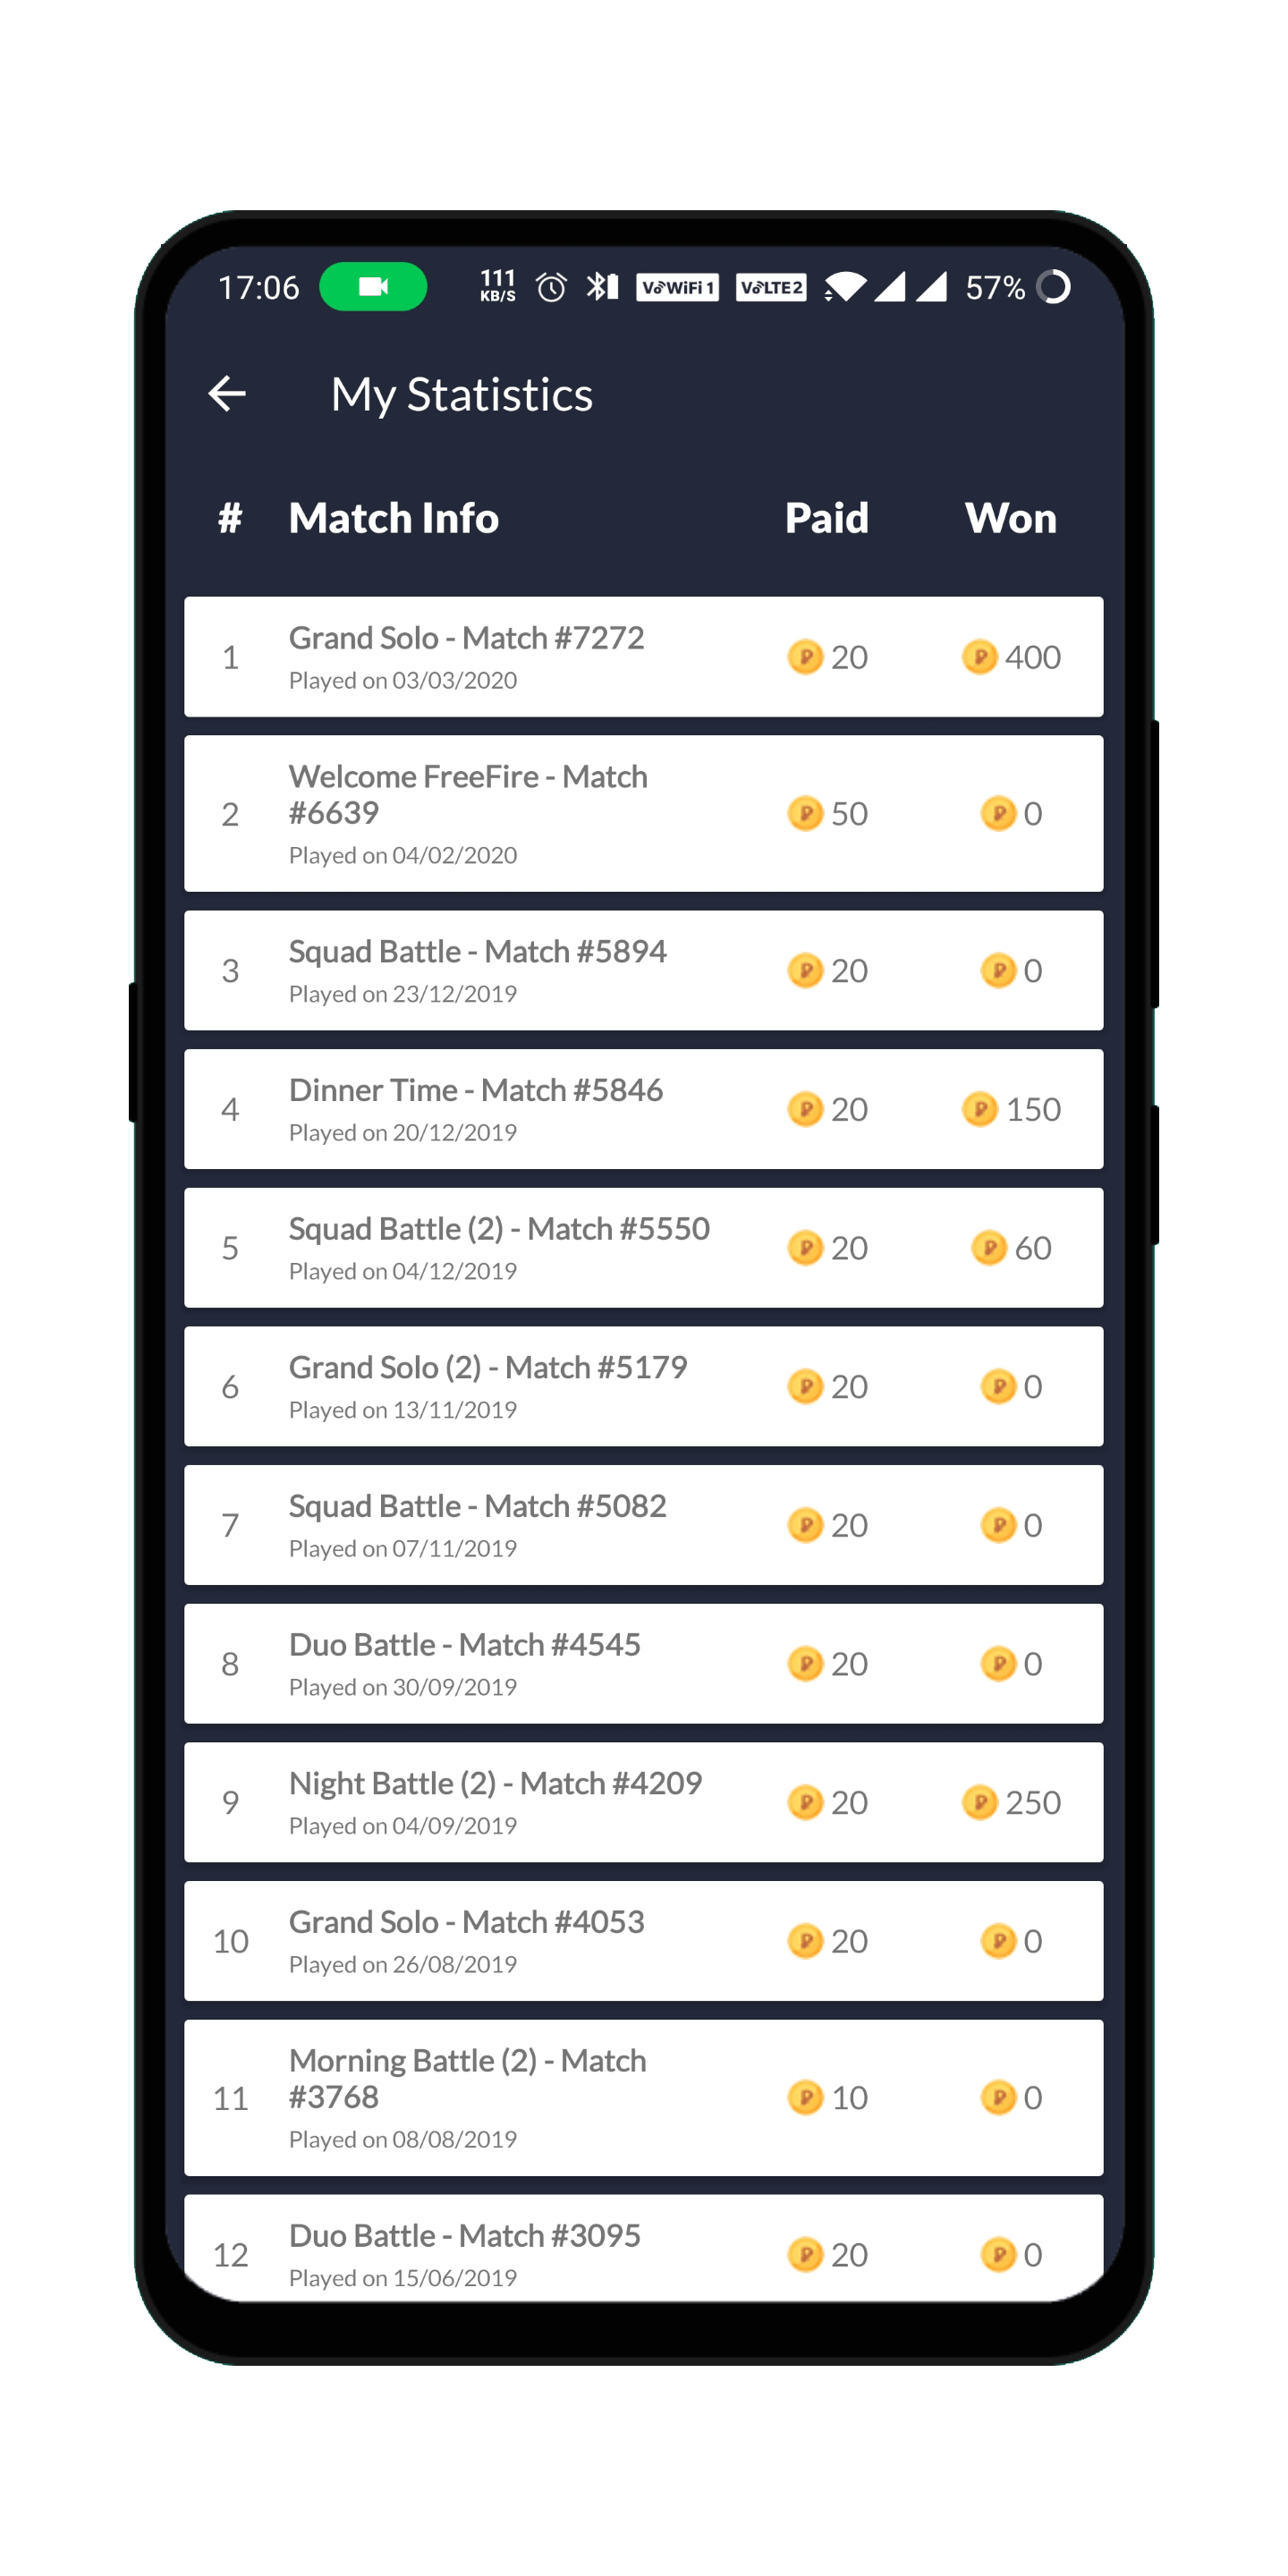 17:06 111 KB/S VoWiFi 1 VoLTE 2 57%
My Statistics
# Match Info Paid Won
1 Grand Solo - Match #7272 P 20 P 400
Played on 03/03/2020
Welcome FreeFire - Match
2 #6639 P 50 P 0
Played on 04/02/2020
3 Squad Battle - Match #5894 P 20 P 0
Played on 23/12/2019
4 Dinner Time - Match #5846 P 20 P 150
Played on 20/12/2019
5 Squad Battle (2) - Match #5550 P 20 P 60
Played on 04/12/2019
6 Grand Solo (2) - Match #5179 P 20 P 0
Played on 13/11/2019
7 Squad Battle - Match #5082 P 20 P 0
Played on 07/11/2019
8 Duo Battle - Match #4545 P 20 P 0
Played on 30/09/2019
9 Night Battle (2) - Match #4209 P 20 P 250
Played on 04/09/2019
10 Grand Solo - Match #4053 P 20 P 0
Played on 26/08/2019
Morning Battle (2) - Match
11 #3768 P 10 P 0
Played on 08/08/2019
12 Duo Battle - Match #3095 P 20 P 0
Played on 15/06/2019